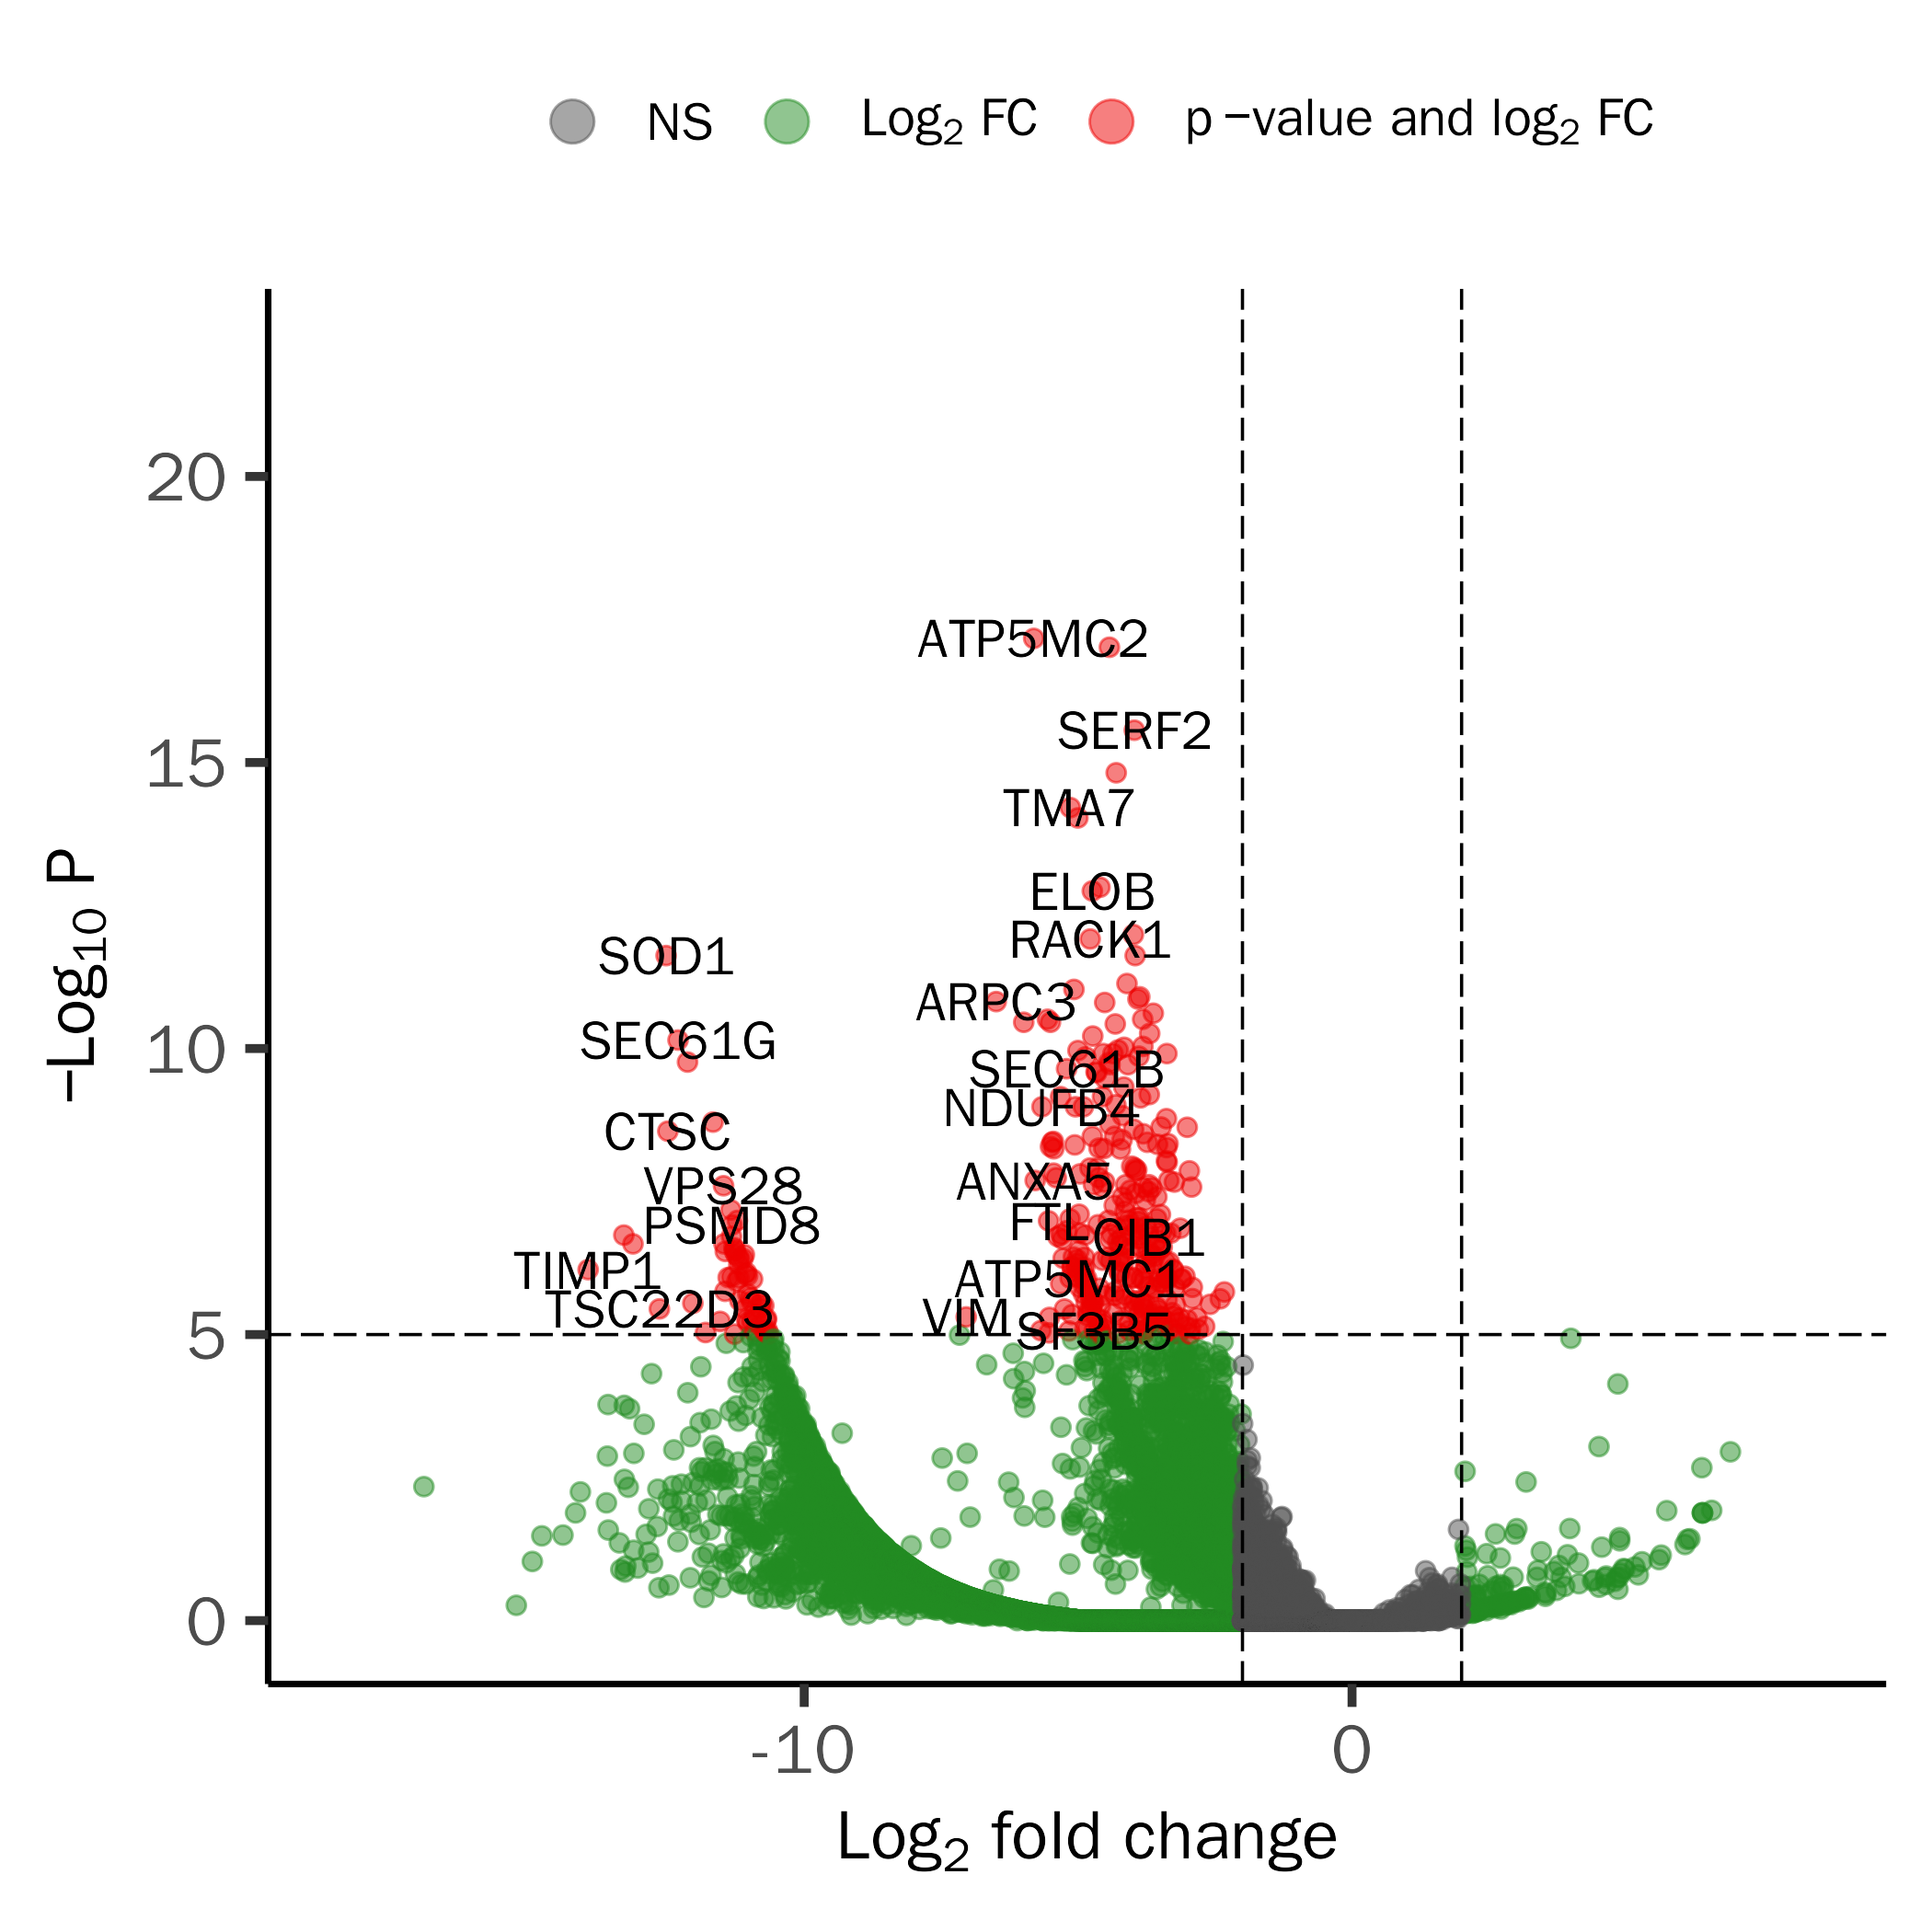 NS Log2 FC p −value and log2 FC
20
15
10
5
0
−Log10 P
ATP5MC2
SERF2
TMA7
ELOB
RACK1
SOD1
ARPC3
SEC61G
SEC61B
NDUFB4
CTSC
VPS28
ANXA5
PSMD8
FTL
CIB1
TIMP1
ATP5MC1
TSC22D3
VIM
SF3B5
-10 0
Log2 fold change